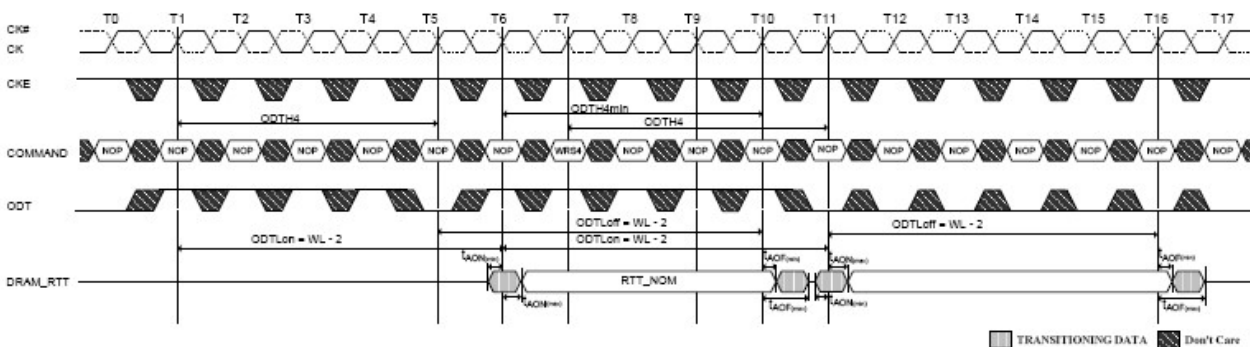 T0 T1 T2 T3 T4 T5 T6 T7 T8 T9 T10 T11 T12 T13 T14 T15 T16 T17
CK#
CK
CKE
ODTH4min
ODTH4
ODTH4
COMMAND NOP NOP NOP NOP NOP NOP NOP WRS4 NOP NOP NOP NOP NOP NOP NOP NOP NOP NOP
ODT
ODTLoff = WL - 2 ODTLoff = WL - 2
ODTLon = WL - 2 ODTLon = WL - 2
tAON(min) tAOF(min) tAON(min) tAOF(min)
DRAM_RTT RTT_NOM
tAON(max) tAOF(max) tAON(max) tAOF(max)
TRANSITIONING DATA Don't Care